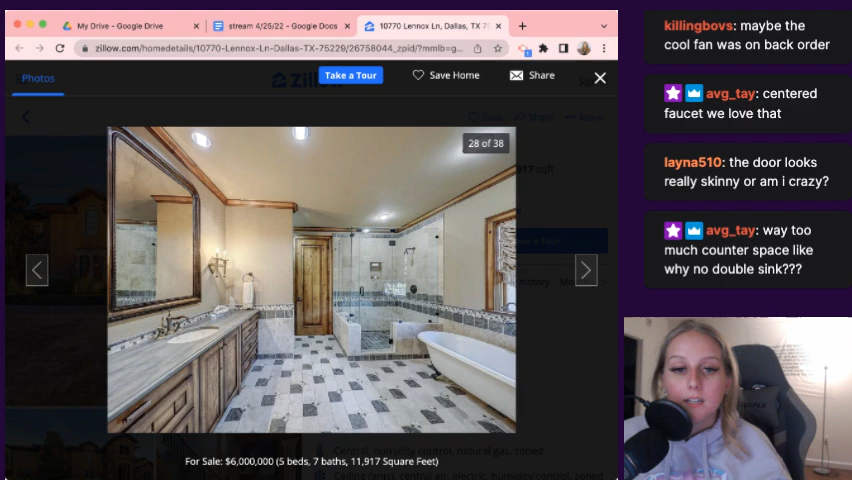 My Drive - Google Drive
stream 4/25/22 - Google Docs
10770 Lennox Ln, Dallas, TX 75
zillow.com/homedetails/10770-Lennox-Ln-Dallas-TX-75229/26758044_zpid/?mmlb=g...
Photos
Zillow
Take a Tour
Save Home
Share
28 of 38
For Sale: $6,000,000 (5 beds, 7 baths, 11,917 Square Feet)
killingbovs: maybe the
cool fan was on back order
avg_tay: centered
faucet we love that
layna510: the door looks
really skinny or am i crazy?
avg_tay: way too
much counter space like
why no double sink???